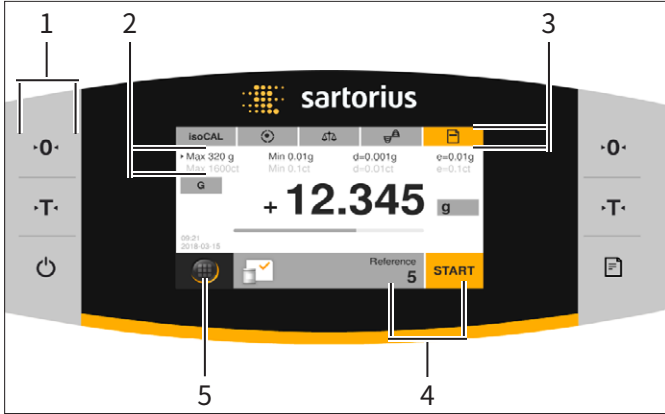 1
2
3
sartorius
isoCAL
Max 320 g Min 0.01g d=0.001g e=0.01g
Max 1600ct Min 0.1ct d=0.01ct e=0.1ct
G
+ 12.345 g
09:21
2018-03-15
Reference
5
START
0
T
0
T
5
4